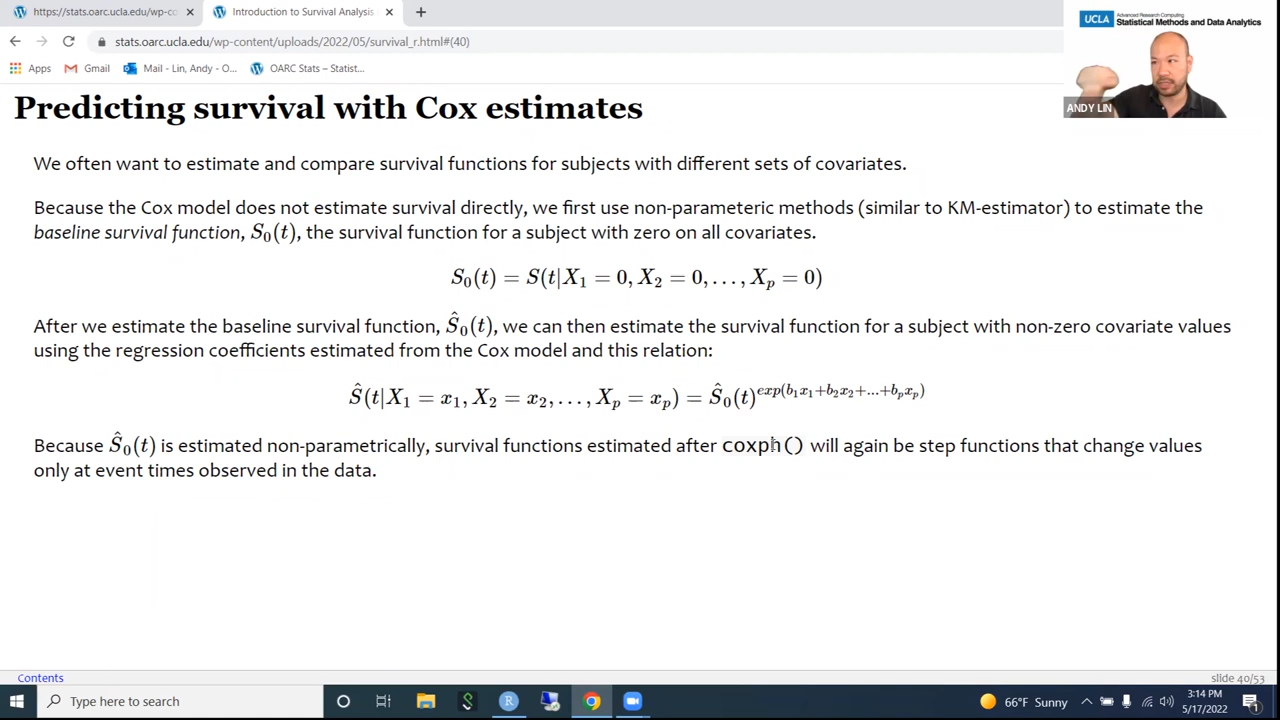 https://stats.oarc.ucla.edu/wp-co
Introduction to Survival Analysis
stats.oarc.ucla.edu/wp-content/uploads/2022/05/survival_r.html#(40)
Apps
Gmail
Mail - Lin, Andy - O...
OARC Stats – Statist...
UCLA
Advanced Research Computing
Statistical Methods and Data Analytics
ANDY LIN
Predicting survival with Cox estimates
We often want to estimate and compare survival functions for subjects with different sets of covariates.
Because the Cox model does not estimate survival directly, we first use non-parameteric methods (similar to KM-estimator) to estimate the
baseline survival function, S₀(t), the survival function for a subject with zero on all covariates.
S₀(t) = S(t|X₁ = 0, X₂ = 0, ..., Xₚ = 0)
After we estimate the baseline survival function, Ŝ₀(t), we can then estimate the survival function for a subject with non-zero covariate values
using the regression coefficients estimated from the Cox model and this relation:
Ŝ(t|X₁ = x₁, X₂ = x₂, ..., Xₚ = xₚ) = Ŝ₀(t)^exp(b₁x₁+b₂x₂+...+bₚxₚ)
Because Ŝ₀(t) is estimated non-parametrically, survival functions estimated after coxph() will again be step functions that change values
only at event times observed in the data.
Contents
slide 40/53
Type here to search
66°F Sunny
3:14 PM
5/17/2022
1